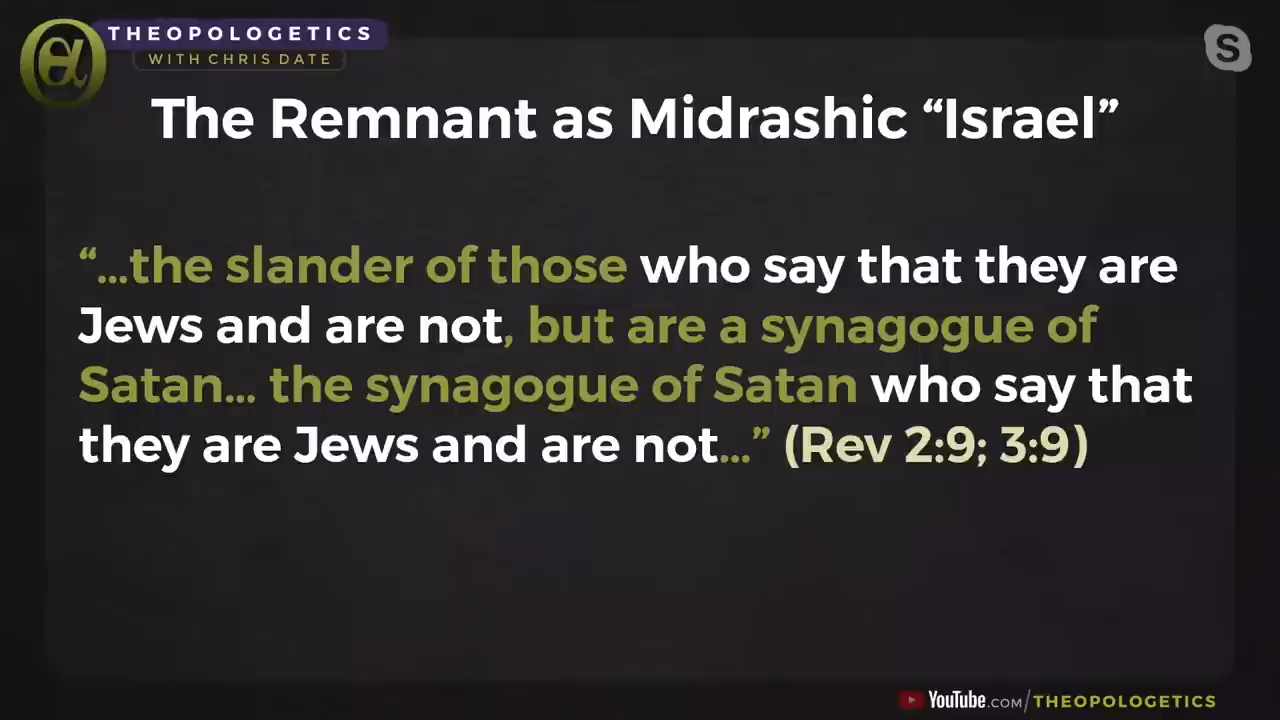 THEOPOLOGETICS
WITH CHRIS DATE
S
The Remnant as Midrashic “Israel”
“…the slander of those who say that they are
Jews and are not, but are a synagogue of
Satan… the synagogue of Satan who say that
they are Jews and are not…” (Rev 2:9; 3:9)
YouTube.COM/THEOPOLOGETICS